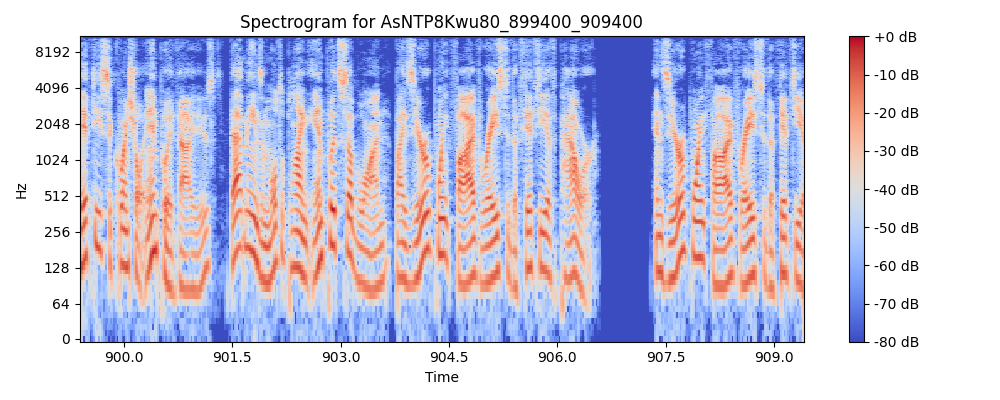 Spectrogram for AsNTP8Kwu80_899400_909400
8192
4096
2048
1024
512
256
128
64
0
Hz
900.0 901.5 903.0 904.5 906.0 907.5 909.0
Time
+0 dB
-10 dB
-20 dB
-30 dB
-40 dB
-50 dB
-60 dB
-70 dB
-80 dB